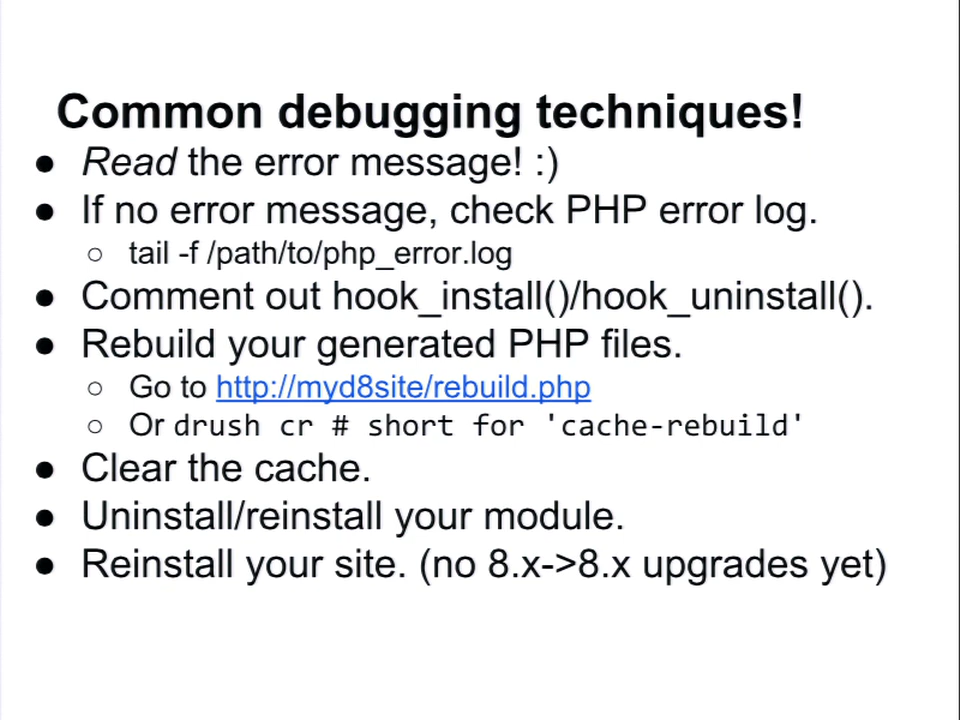 Common debugging techniques!
● Read the error message! :)
● If no error message, check PHP error log.
○ tail -f /path/to/php_error.log
● Comment out hook_install()/hook_uninstall().
● Rebuild your generated PHP files.
○ Go to http://myd8site/rebuild.php
○ Or drush cr # short for 'cache-rebuild'
● Clear the cache.
● Uninstall/reinstall your module.
● Reinstall your site. (no 8.x->8.x upgrades yet)